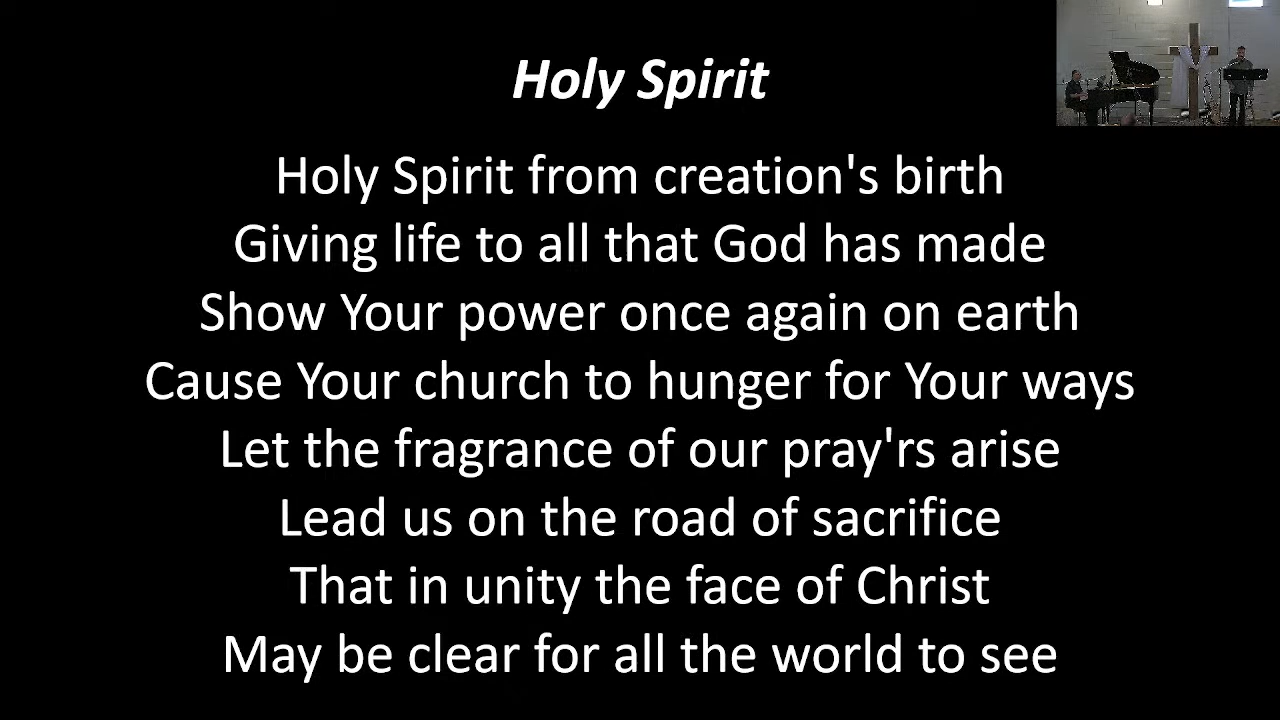 Holy Spirit
Holy Spirit from creation's birth
Giving life to all that God has made
Show Your power once again on earth
Cause Your church to hunger for Your ways
Let the fragrance of our pray'rs arise
Lead us on the road of sacrifice
That in unity the face of Christ
May be clear for all the world to see